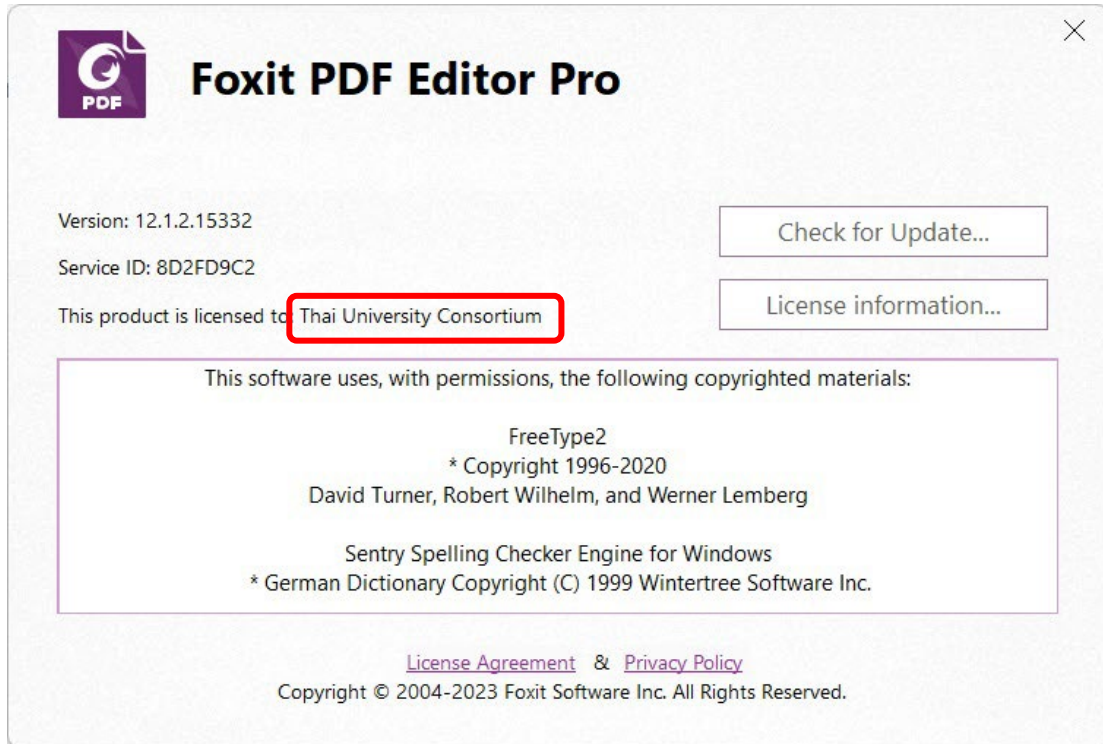 PDF
Foxit PDF Editor Pro
Version: 12.1.2.15332
Check for Update...
Service ID: 8D2FD9C2
License information...
This product is licensed to: Thai University Consortium
This software uses, with permissions, the following copyrighted materials:
FreeType2
* Copyright 1996-2020
David Turner, Robert Wilhelm, and Werner Lemberg
Sentry Spelling Checker Engine for Windows
* German Dictionary Copyright (C) 1999 Wintertree Software Inc.
License Agreement & Privacy Policy
Copyright © 2004-2023 Foxit Software Inc. All Rights Reserved.